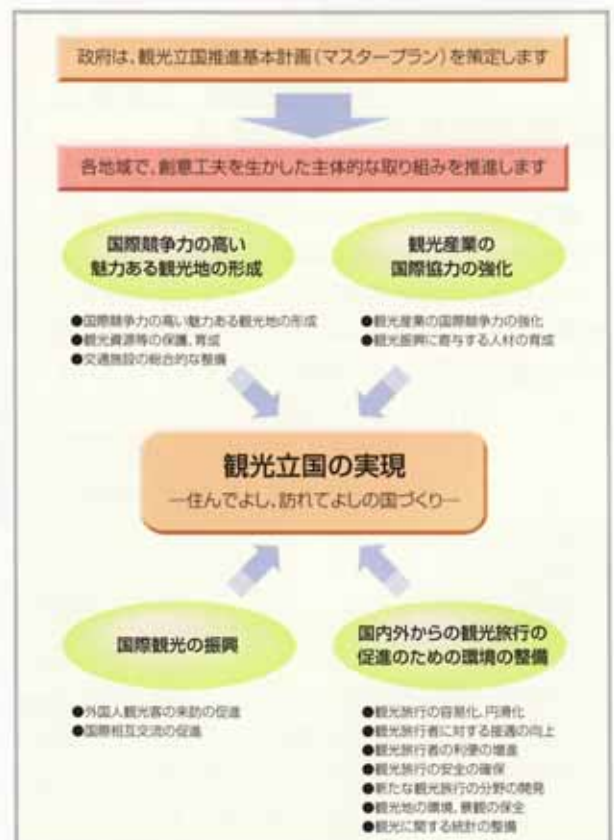 政府は、観光立国推進基本計画(マスタープラン)を策定します
各地域で、創意工夫を生かした主体的な取り組みを推進します
国際競争力の高い
魅力ある観光地の形成
●国際競争力の高い魅力ある観光地の形成
●観光資源等の保護、育成
●交通施設の総合的な整備
観光産業の
国際協力の強化
●観光産業の国際競争力の強化
●観光振興に寄与する人材の育成
観光立国の実現
―住んでよし、訪れてよしの国づくり―
国際観光の振興
●外国人観光客の来訪の促進
●国際相互交流の促進
国内外からの観光旅行の
促進のための環境の整備
●観光旅行の容易化、円滑化
●観光旅行者に対する接遇の向上
●観光旅行者の利便の増進
●観光旅行の安全の確保
●新たな観光旅行の分野の開発
●観光地の環境、景観の保全
●観光に関する統計の整備